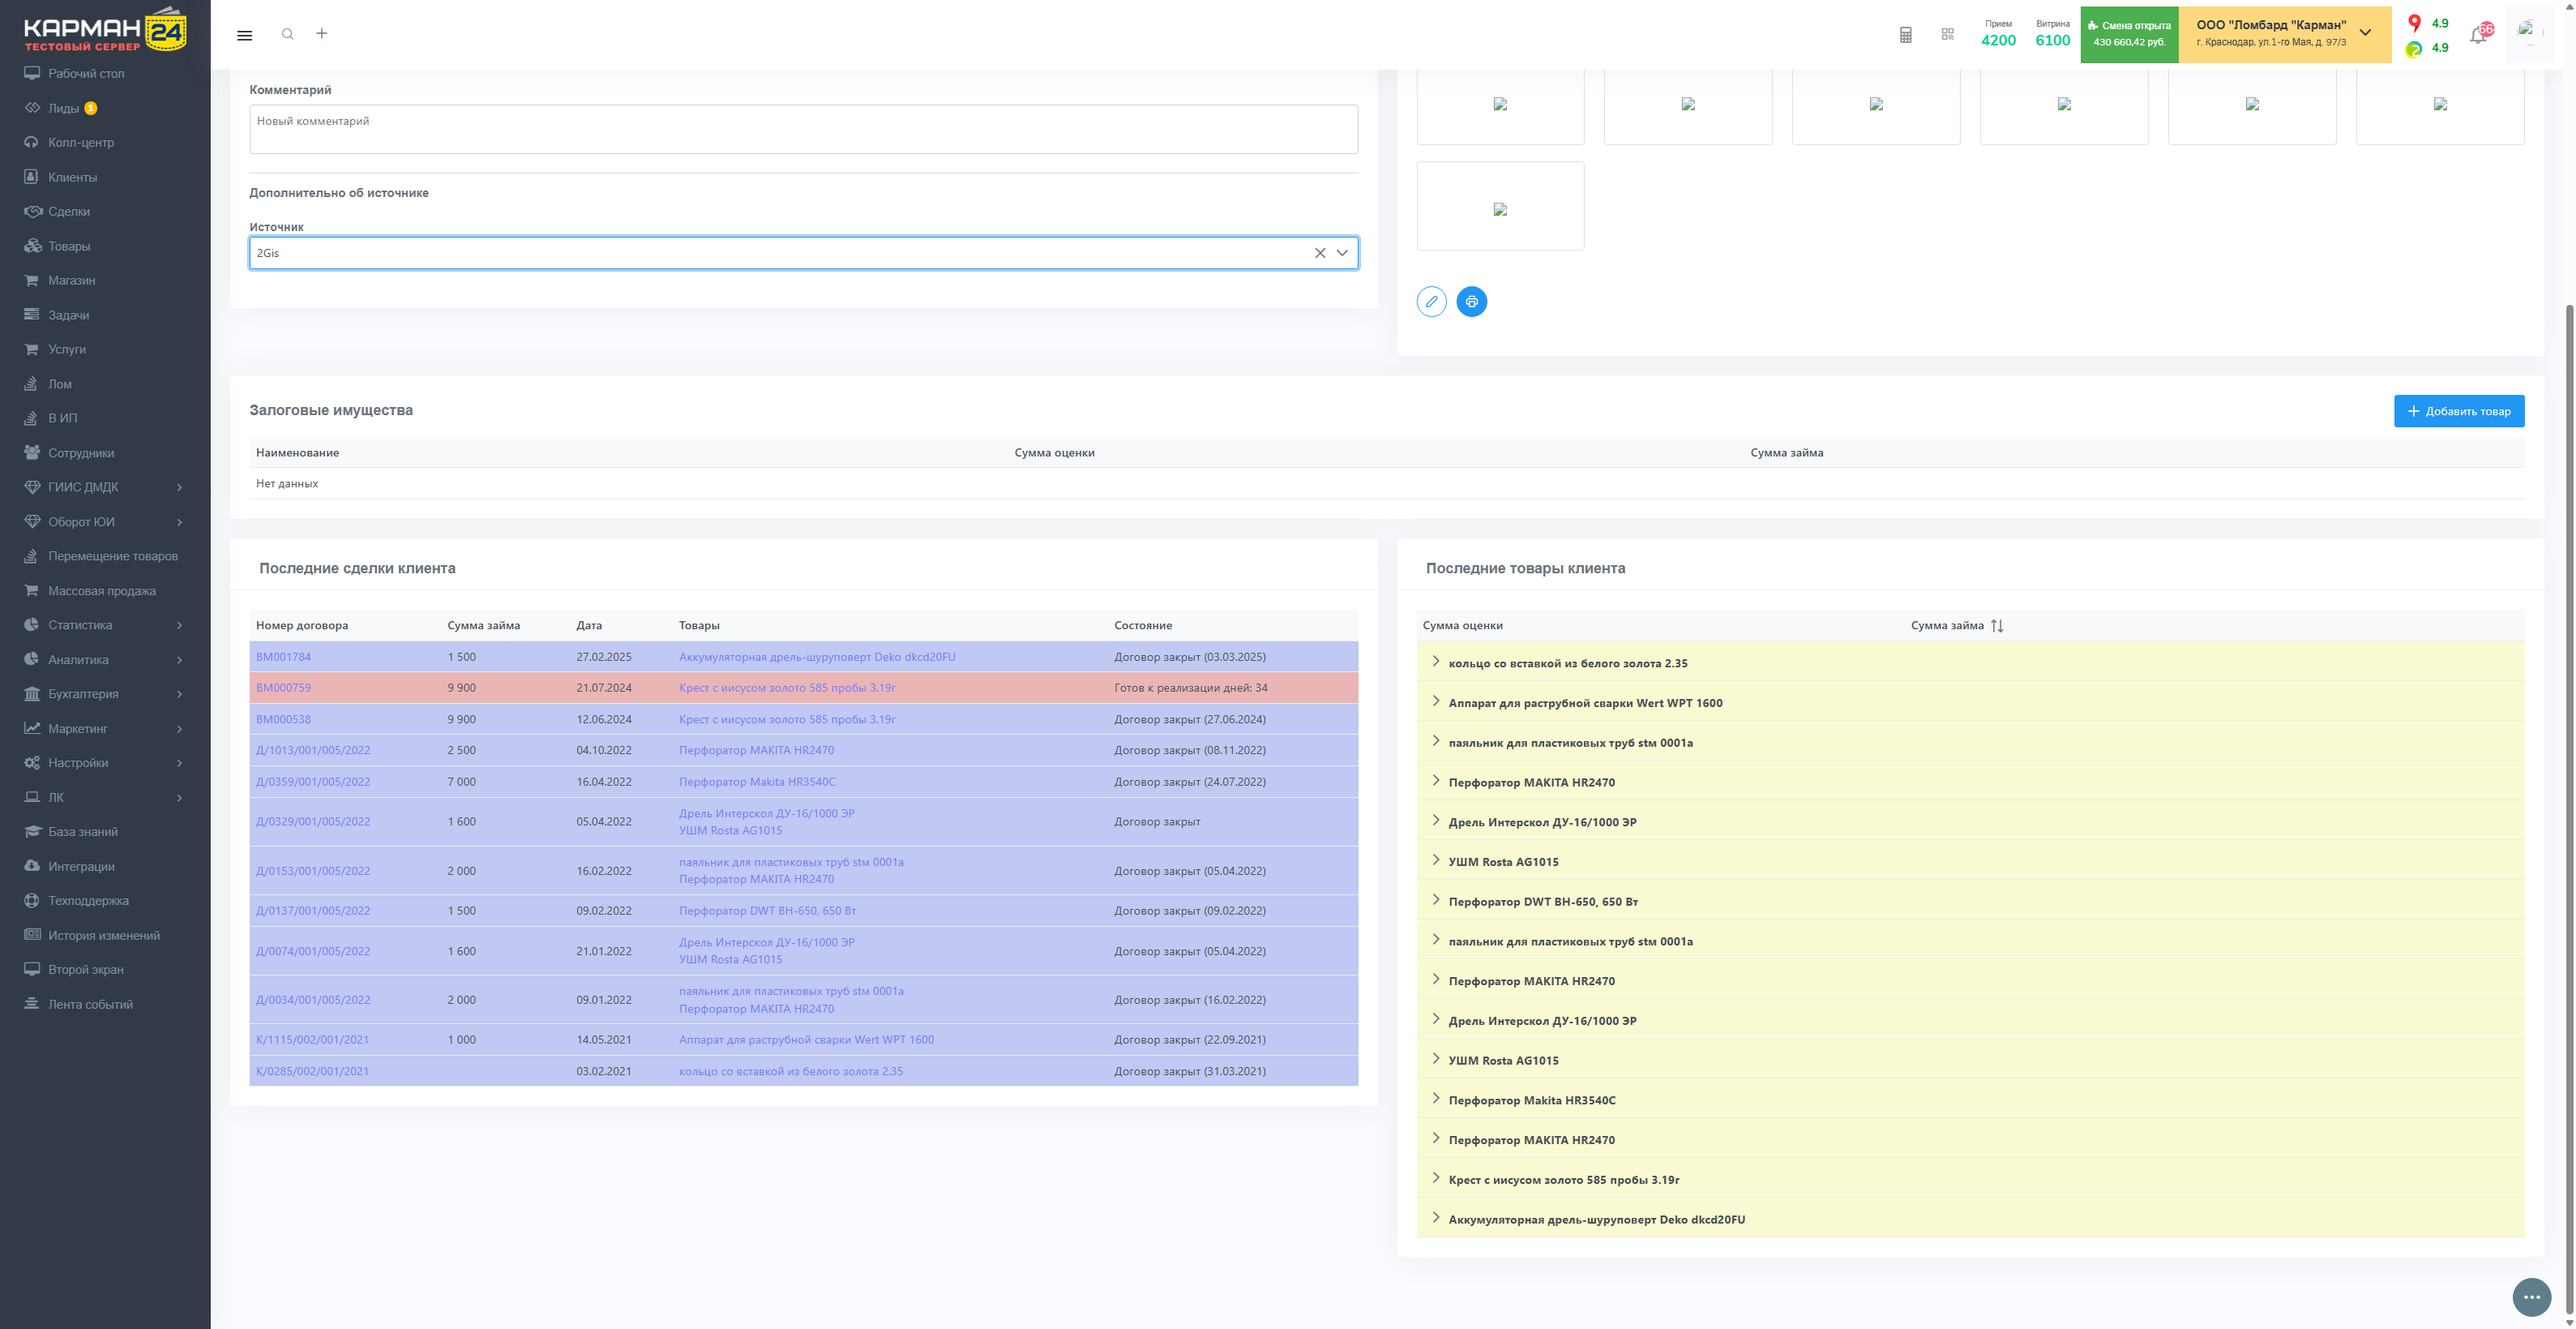 КАРМАН 24
ТЕСТОВЫЙ СЕРВЕР
Прием
4200
Витрина
6100
Смена открыта
430 660,42 руб.
ООО "Ломбард "Карман"
г. Краснодар, ул.1-го Мая, д. 97/3
4.9
4.9
Рабочий стол
Лиды 1
Колл-центр
Клиенты
Сделки
Товары
Магазин
Задачи
Услуги
Лом
В ИП
Сотрудники
ГИИС ДМДК
Оборот ЮИ
Перемещение товаров
Массовая продажа
Статистика
Аналитика
Бухгалтерия
Маркетинг
Настройки
ЛК
База знаний
Интеграции
Техподдержка
История изменений
Второй экран
Лента событий
Комментарий
Новый комментарий
Дополнительно об источнике
Источник
2Gis
Залоговые имущества
Добавить товар
Наименование Сумма оценки Сумма займа
Нет данных
Последние сделки клиента
Номер договора Сумма займа Дата Товары Состояние
ВМ001784 1 500 27.02.2025 Аккумуляторная дрель-шуруповерт Deko dkcd20FU Договор закрыт (03.03.2025)
ВМ000759 9 900 21.07.2024 Крест с иисусом золото 585 пробы 3.19г Готов к реализации дней: 34
ВМ000538 9 900 12.06.2024 Крест с иисусом золото 585 пробы 3.19г Договор закрыт (27.06.2024)
Д/1013/001/005/2022 2 500 04.10.2022 Перфоратор MAKITA HR2470 Договор закрыт (08.11.2022)
Д/0359/001/005/2022 7 000 16.04.2022 Перфоратор Makita HR3540C Договор закрыт (24.07.2022)
Д/0329/001/005/2022 1 600 05.04.2022 Дрель Интерскол ДУ-16/1000 ЭР Договор закрыт
УШМ Rosta AG1015
Д/0153/001/005/2022 2 000 16.02.2022 паяльник для пластиковых труб stм 0001а Договор закрыт (05.04.2022)
Перфоратор MAKITA HR2470
Д/0137/001/005/2022 1 500 09.02.2022 Перфоратор DWT BH-650, 650 Вт Договор закрыт (09.02.2022)
Д/0074/001/005/2022 1 600 21.01.2022 Дрель Интерскол ДУ-16/1000 ЭР Договор закрыт (05.04.2022)
УШМ Rosta AG1015
Д/0034/001/005/2022 2 000 09.01.2022 паяльник для пластиковых труб stм 0001а Договор закрыт (16.02.2022)
Перфоратор MAKITA HR2470
К/1115/002/001/2021 1 000 14.05.2021 Аппарат для раструбной сварки Wert WPT 1600 Договор закрыт (22.09.2021)
К/0285/002/001/2021 03.02.2021 кольцо со вставкой из белого золота 2.35 Договор закрыт (31.03.2021)
Последние товары клиента
Сумма оценки Сумма займа
кольцо со вставкой из белого золота 2.35
Аппарат для раструбной сварки Wert WPT 1600
паяльник для пластиковых труб stм 0001а
Перфоратор MAKITA HR2470
Дрель Интерскол ДУ-16/1000 ЭР
УШМ Rosta AG1015
Перфоратор DWT BH-650, 650 Вт
паяльник для пластиковых труб stм 0001а
Перфоратор MAKITA HR2470
Дрель Интерскол ДУ-16/1000 ЭР
УШМ Rosta AG1015
Перфоратор Makita HR3540C
Перфоратор MAKITA HR2470
Крест с иисусом золото 585 пробы 3.19г
Аккумуляторная дрель-шуруповерт Deko dkcd20FU